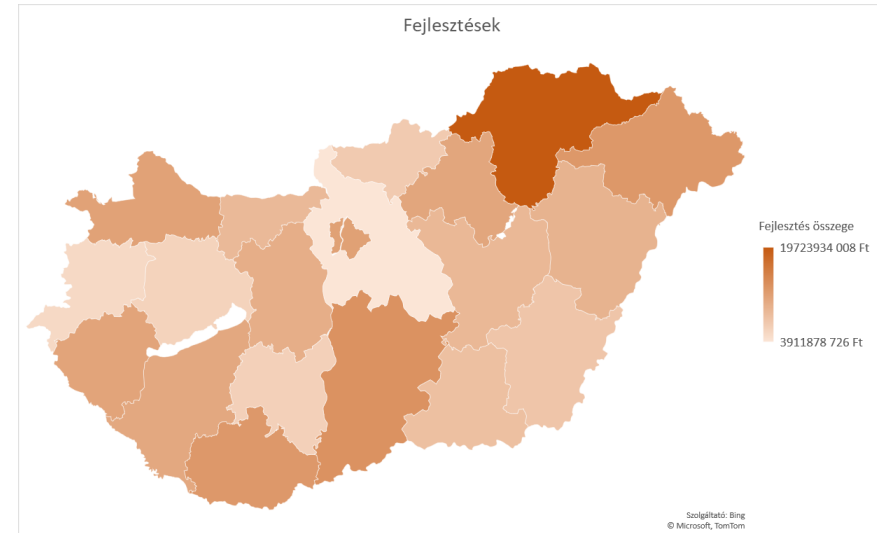 Fejlesztések
Fejlesztés összege
19723934 008 Ft
3911878 726 Ft
Szolgáltató: Bing
© Microsoft, TomTom